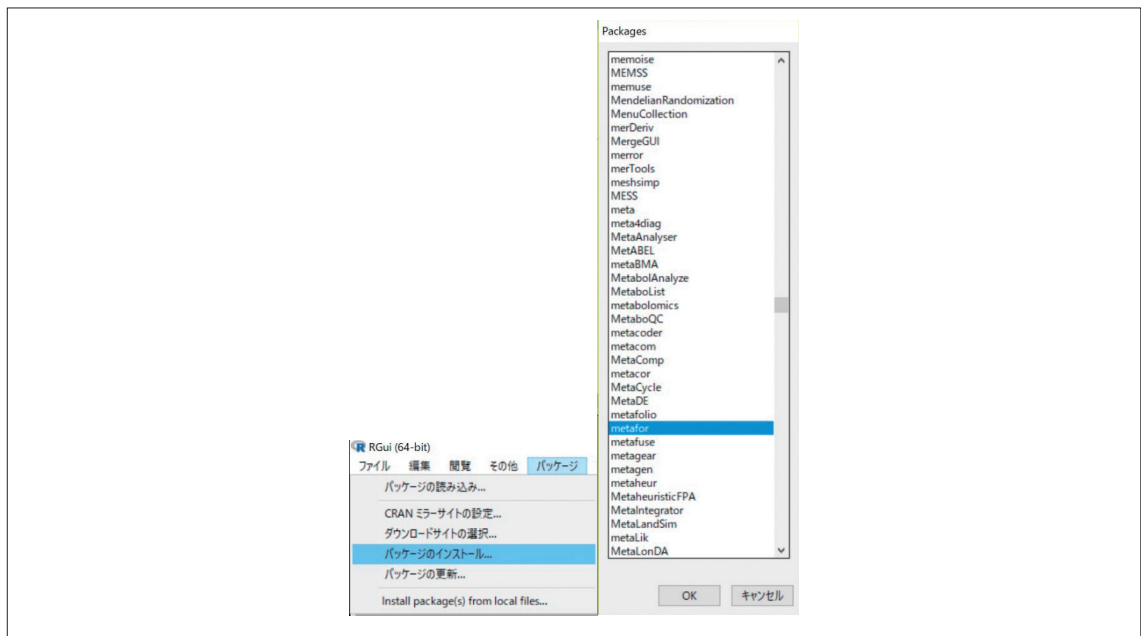 RGui (64-bit)
ファイル 編集 閲覧 その他 パッケージ
パッケージの読み込み...
CRAN ミラーサイトの設定...
ダウンロードサイトの選択...
パッケージのインストール...
パッケージの更新...
Install package(s) from local files...
Packages
memoise
MEMSS
memuse
MendelianRandomization
MenuCollection
merDeriv
MergeGUI
merror
merTools
meshsimp
MESS
meta
meta4diag
MetaAnalyser
MetABEL
metaBMA
MetabolAnalyze
MetaboList
metabolomics
MetaboQC
metacoder
metacom
MetaComp
metacor
MetaCycle
MetaDE
metafolio
metafor
metafuse
metagear
metagen
metaheur
MetaheuristicFPA
MetaIntegrator
MetaLandSim
metaLik
MetaLonDA
OK キャンセル